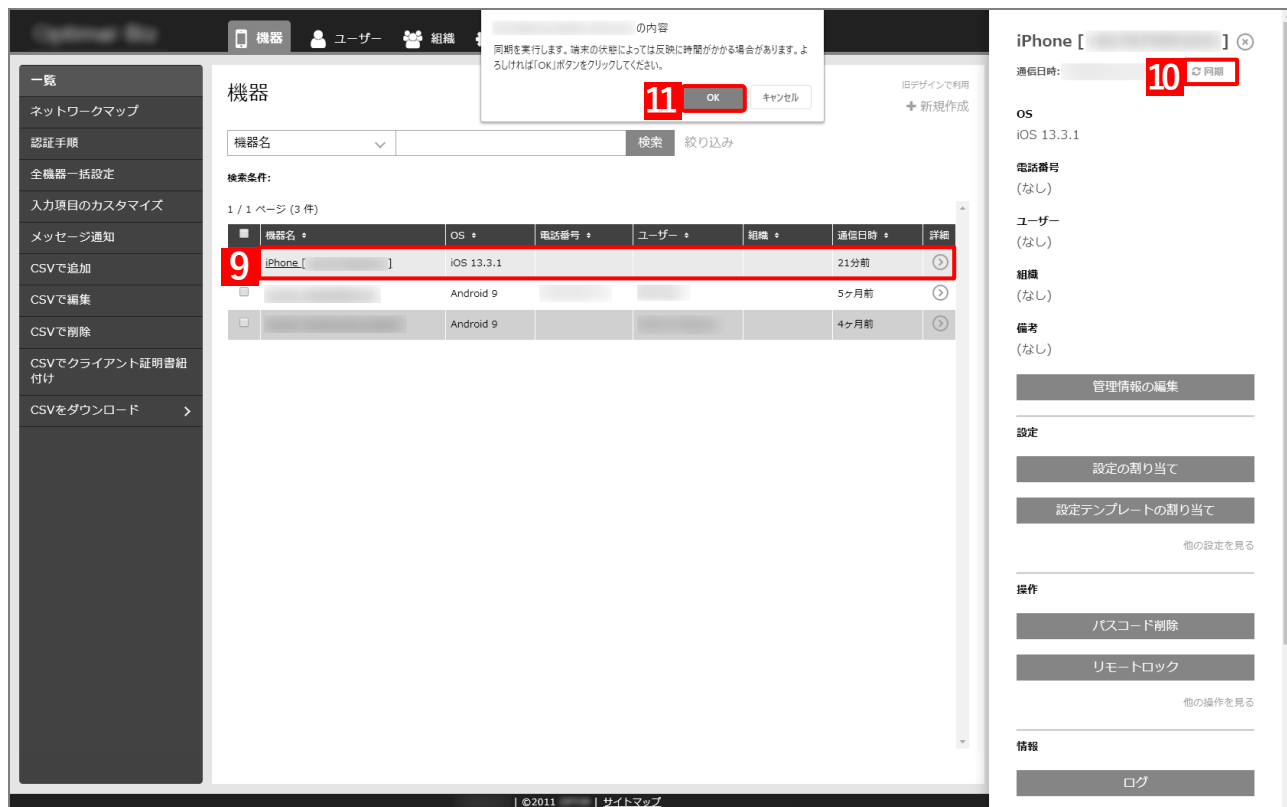 機器
ユーザー
組織
の内容
同期を実行します。端末の状態によっては反映に時間がかかる場合があります。よ
ろしければ「OK」ボタンをクリックしてください。
11
OK
キャンセル
一覧
ネットワークマップ
認証手順
全機器一括設定
入力項目のカスタマイズ
メッセージ通知
CSVで追加
CSVで編集
CSVで削除
CSVでクライアント証明書紐
付け
CSVをダウンロード
機器
旧デザインで利用
+ 新規作成
機器名
検索
絞り込み
検索条件:
1 / 1 ページ (3 件)
機器名 OS 電話番号 ユーザー 組織 通信日時 詳細
9
iPhone [ ] iOS 13.3.1 21分前
Android 9 5ヶ月前
Android 9 4ヶ月前
iPhone [ ]
通信日時:
10
同期
OS
iOS 13.3.1
電話番号
(なし)
ユーザー
(なし)
組織
(なし)
備考
(なし)
管理情報の編集
設定
設定の割り当て
設定テンプレートの割り当て
他の設定を見る
操作
パスコード削除
リモートロック
他の操作を見る
情報
ログ
| ©2011 | サイトマップ